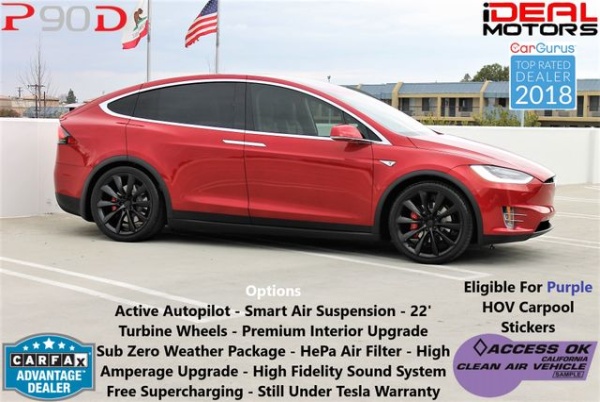 P90D
iDEAL
MOTORS
CarGurus
TOP RATED
DEALER
2018
Options
Active Autopilot - Smart Air Suspension - 22"
Turbine Wheels - Premium Interior Upgrade
Sub Zero Weather Package - HePa Air Filter - High
Amperage Upgrade - High Fidelity Sound System
Free Supercharging - Still Under Tesla Warranty
Eligible For Purple
HOV Carpool
Stickers
CARFAX
ADVANTAGE
DEALER
ACCESS OK
CALIFORNIA
CLEAN AIR VEHICLE
SAMPLE